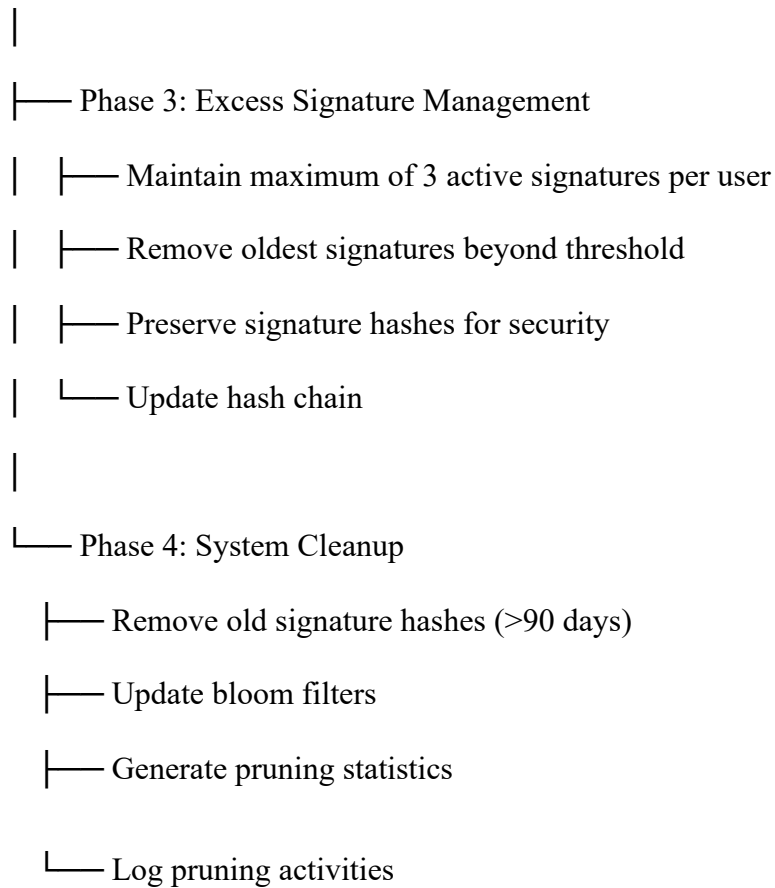 │
├── Phase 3: Excess Signature Management
│   ├── Maintain maximum of 3 active signatures per user
│   ├── Remove oldest signatures beyond threshold
│   ├── Preserve signature hashes for security
│   └── Update hash chain
│
└── Phase 4: System Cleanup
    ├── Remove old signature hashes (>90 days)
    ├── Update bloom filters
    ├── Generate pruning statistics
    └── Log pruning activities